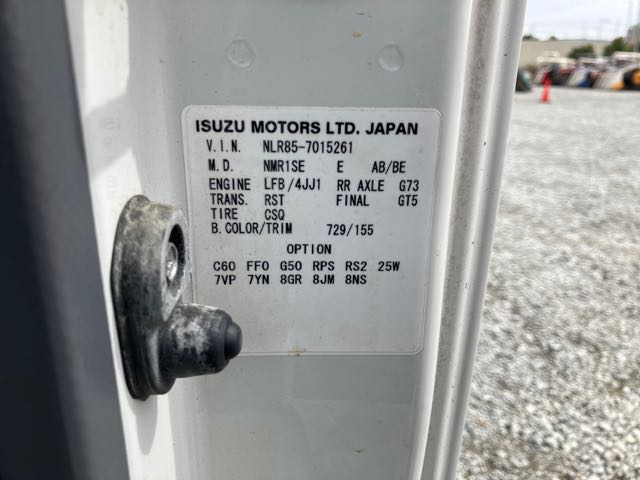 ISUZU MOTORS LTD. JAPAN
V.I.N. NLR85-7015261
M.D. NMR1SE E AB/BE
ENGINE LFB/4JJ1 RR AXLE G73
TRANS. RST FINAL GT5
TIRE CSQ
B.COLOR/TRIM 729/155
OPTION
C60 FF0 G50 RPS RS2 25W
7VP 7YN 8GR 8JM 8NS